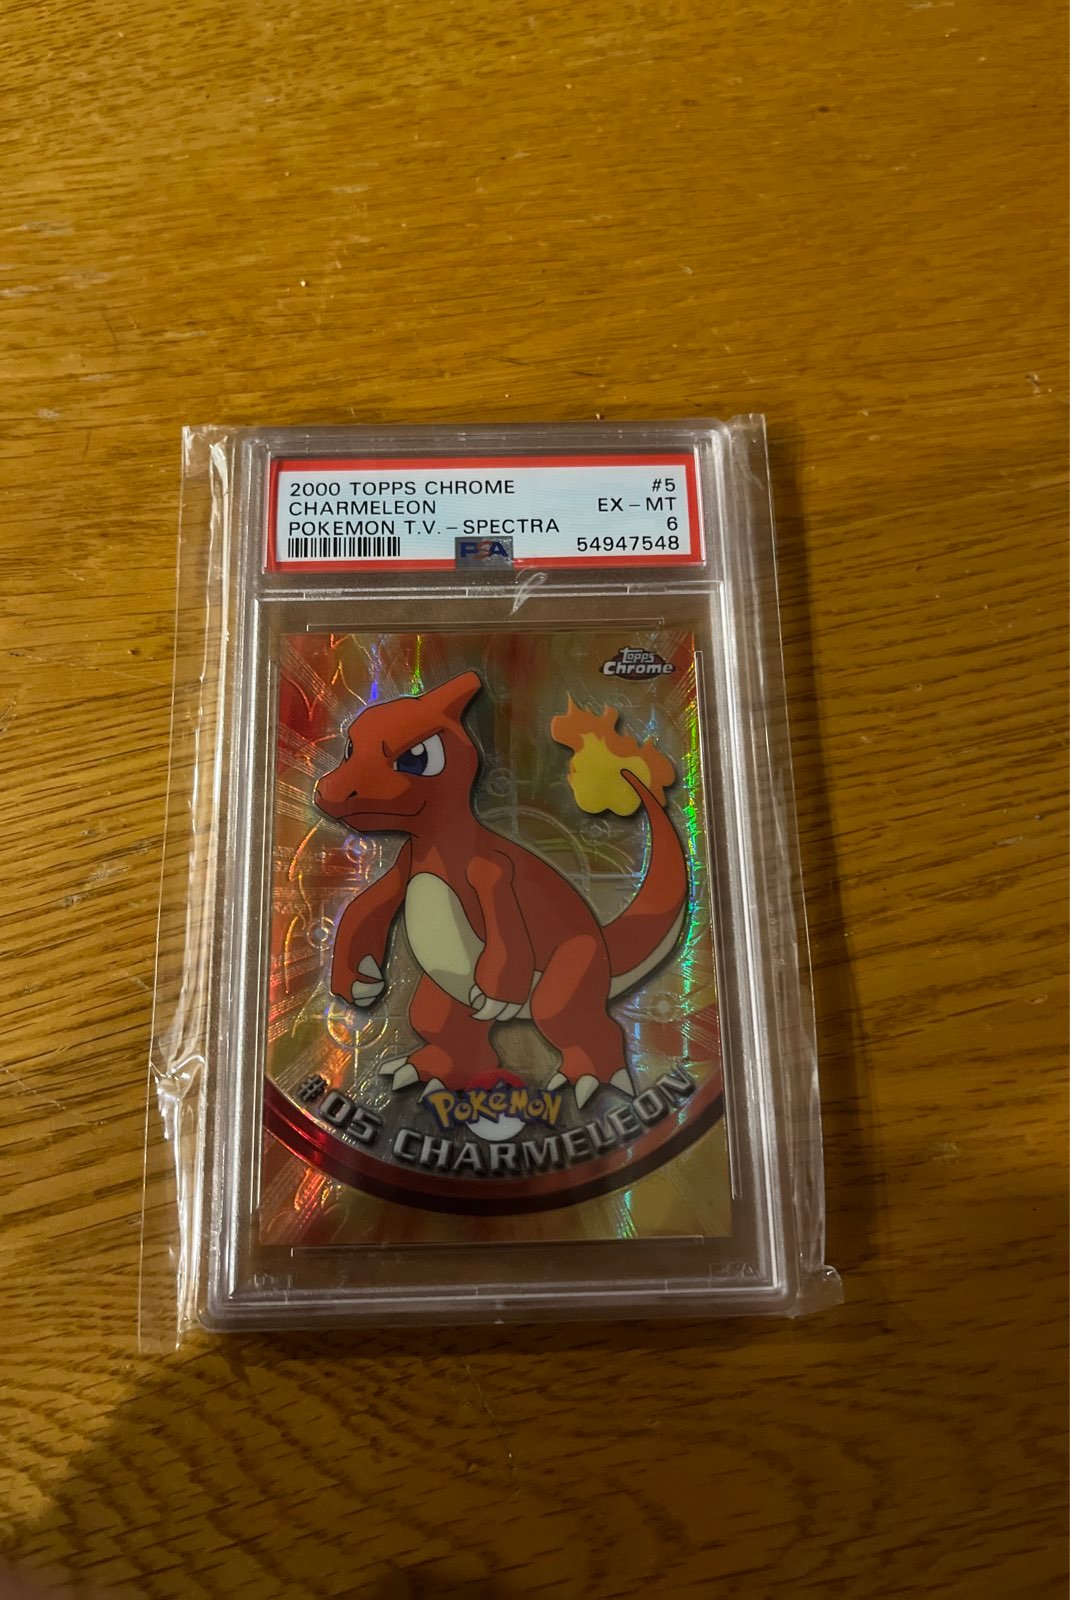 2000 TOPPS CHROME #5
CHARMELEON EX - MT
POKEMON T.V. - SPECTRA 6
54947548
PSA
Topps
Chrome
POKéMON
#05 CHARMELEON